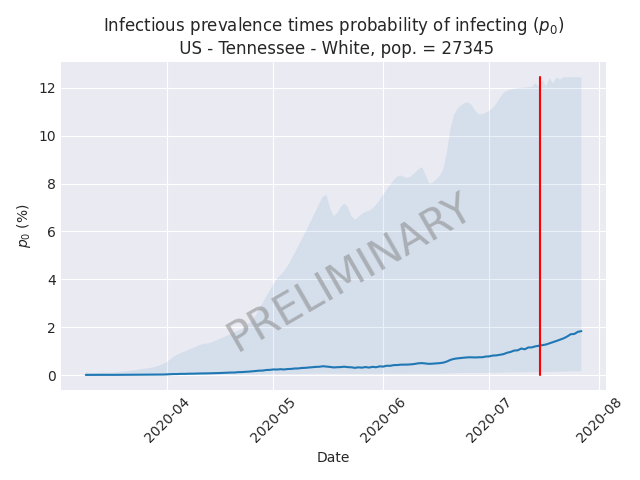 Infectious prevalence times probability of infecting (p₀)
US - Tennessee - White, pop. = 27345
12
10
8
6
4
2
0
p₀ (%)
PRELIMINARY
2020-04
2020-05
2020-06
2020-07
2020-08
Date